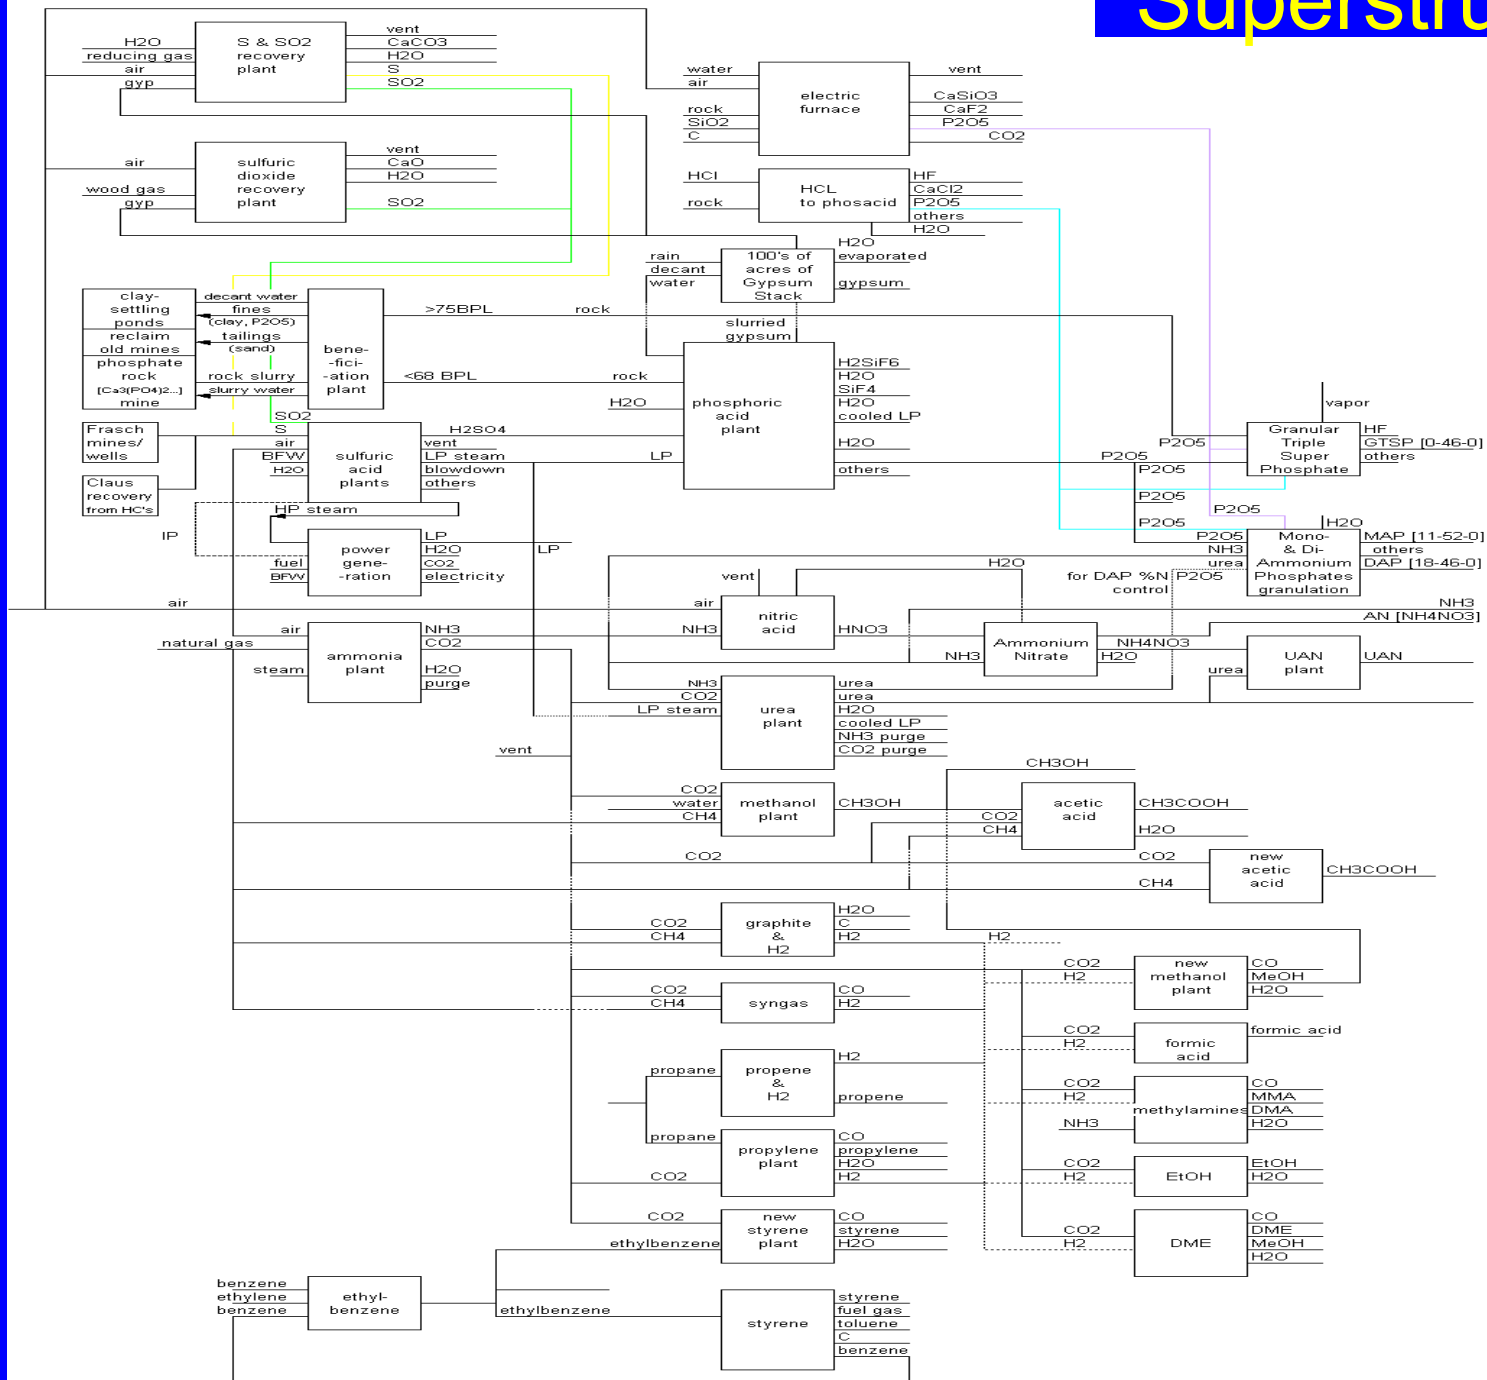 Superstru
vent
H2O
S & SO2
CaCO3
reducing gas
recovery
H2O
air
plant
S
gyp
SO2
water
vent
air
electric
CaSiO3
rock
furnace
CaF2
SiO2
P2O5
C
CO2
vent
air
sulfuric
CaO
dioxide
H2O
wood gas
recovery
gyp
plant
SO2
HCl
HF
HCL
CaCl2
rock
to phosacid
P2O5
others
H2O
H2O
rain
100's of
evaporated
decant
acres of
water
Gypsum
gypsum
Stack
clay-
decant water
settling
fines
>75BPL
rock
ponds
(clay, P2O5)
slurried
reclaim
tailings
gypsum
old mines
(sand)
bene-
phosphate
-fici-
H2SiF6
rock
rock slurry
-ation
<68 BPL
rock
H2O
[Ca3(PO4)2...]
slurry water
plant
SiF4
mine
H2O
phosphoric
H2O
SO2
acid
cooled LP
vapor
Frasch
S
H2SO4
plant
Granular
HF
mines/
air
vent
H2O
P2O5
Triple
GTSP [0-46-0]
wells
BFW
sulfuric
LP steam
LP
P2O5
Super
others
H2O
acid
blowdown
others
P2O5
Phosphate
Claus
plants
others
recovery
P2O5
from HC's
HP steam
P2O5
P2O5
H2O
IP
LP
LP
P2O5
Mono-
MAP [11-52-0]
power
H2O
NH3
& Di-
others
fuel
gene-
CO2
H2O
urea
Ammonium
DAP [18-46-0]
BFW
-ration
electricity
vent
for DAP %N
P2O5
Phosphates
control
granulation
air
air
nitric
NH3
air
NH3
NH3
acid
HNO3
AN [NH4NO3]
natural gas
CO2
Ammonium
NH4NO3
ammonia
NH3
Nitrate
H2O
UAN
UAN
steam
plant
H2O
urea
plant
purge
NH3
urea
CO2
urea
LP steam
urea
H2O
plant
cooled LP
NH3 purge
vent
CO2 purge
CH3OH
CO2
water
methanol
CH3OH
acetic
CH3COOH
CH4
plant
CO2
acid
CH4
H2O
CO2
CO2
new
acetic
CH3COOH
CH4
acid
H2O
CO2
graphite
C
CH4
&
H2
H2
H2
CO2
new
CO
H2
methanol
MeOH
CO2
CO
plant
H2O
CH4
syngas
H2
CO2
formic acid
H2
formic
H2
acid
propane
propene
&
CO2
CO
H2
propene
H2
MMA
methylamines
DMA
NH3
H2O
propane
CO
propylene
propylene
plant
H2O
CO2
EtOH
CO2
H2
H2
EtOH
H2O
CO2
new
CO
CO
styrene
styrene
CO2
DME
ethylbenzene
plant
H2O
H2
DME
MeOH
H2O
benzene
ethylene
ethyl-
styrene
benzene
benzene
ethylbenzene
fuel gas
styrene
toluene
C
benzene